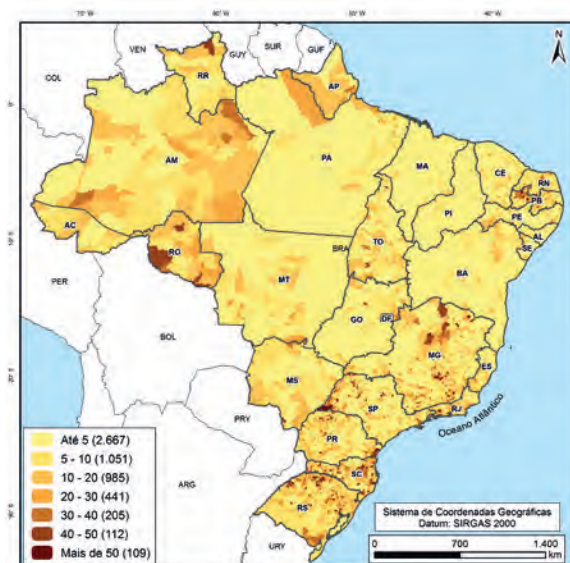 70° W
60° W
50° W
40° W
N
VEN
SUR
GUY
GUF
COL
RR
AP
0°
AM
PA
MA
CE
RN
PB
PI
PE
AC
AL
SE
TO
RO
10° S
BRA
BA
MT
PER
GO
DF
BOL
MG
ES
MS
20° S
SP
RJ
Oceano Atlântico
PRY
PR
SC
ARG
RS
URY
Até 5 (2.667)
5 - 10 (1.051)
10 - 20 (985)
20 - 30 (441)
30 - 40 (205)
40 - 50 (112)
Mais de 50 (109)
Sistema de Coordenadas Geográficas
Datum: SIRGAS 2000
0 700 1.400
km